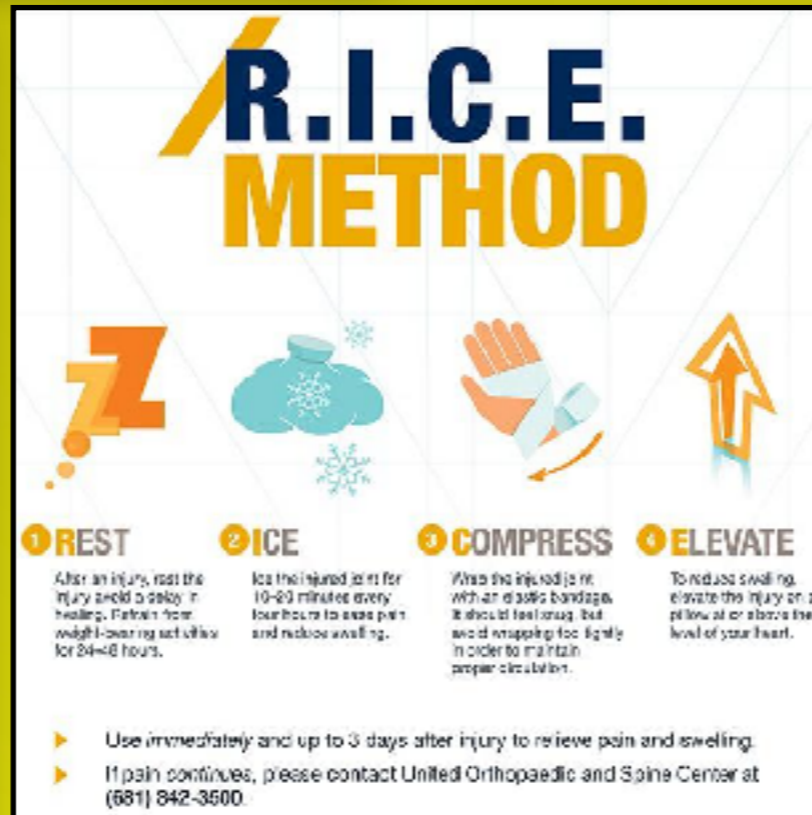 R.I.C.E.
METHOD
1 REST
After an injury, rest the
injury avoid a delay in
healing. Refrain from
weight-bearing activities
for 24-48 hours.
2 ICE
Ice the injured joint for
10-20 minutes every
four hours to ease pain
and reduce swelling.
3 COMPRESS
Wrap the injured joint
with an elastic bandage.
It should feel snug, but
avoid wrapping too tightly
in order to maintain
proper circulation.
4 ELEVATE
To reduce swelling,
elevate the injury on a
pillow at or above the
level of your heart.
Use immediately and up to 3 days after injury to relieve pain and swelling.
If pain continues, please contact United Orthopaedic and Spine Center at
(681) 842-3500.